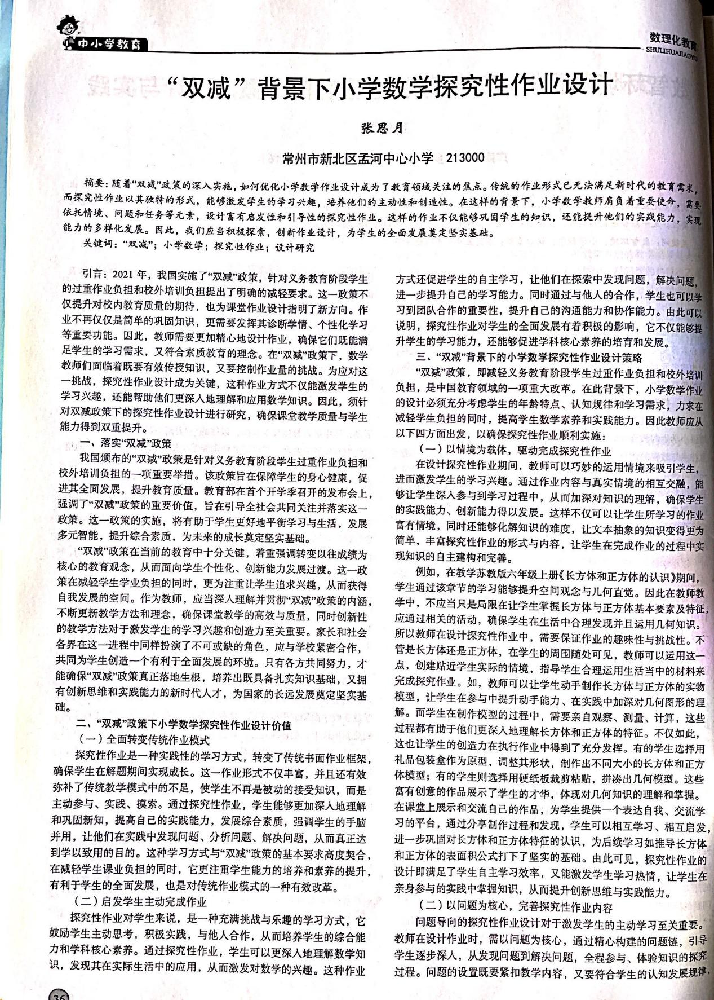 中小学教育
数理化教育
SHULIHUAJIAOYU
“双减”背景下小学数学探究性作业设计
张思月
常州市新北区孟河中心小学 213000
摘要：随着“双减”政策的深入实施，如何优化小学数学作业设计成为了教育领域关注的焦点。传统的作业形式已无法满足新时代的教育需求，
而探究性作业以其独特的形式，能够激发学生的学习兴趣，培养他们的主动性和创造性。在这样的背景下，小学数学教师肩负着重要使命，需要
依托情境、问题和任务等元素，设计富有启发性和引导性的探究性作业。这样的作业不仅能够巩固学生的知识，还能提升他们的实践能力，实现
能力的多样化发展。因此，我们应当积极探索，创新作业设计，为学生的全面发展奠定坚实基础。
关键词：“双减”；小学数学；探究性作业；设计研究
引言：2021 年，我国实施了“双减”政策，针对义务教育阶段学生
的过重作业负担和校外培训负担提出了明确的减轻要求。这一政策不
仅提升对校内教育质量的期待，也为课堂作业设计指明了新方向。作
业不再仅仅是简单的巩固知识，更需要发挥其诊断学情、个性化学习
等重要功能。因此，教师需要更加精心地设计作业，确保它们既能满
足学生的学习需求，又符合素质教育的理念。在“双减”政策下，数学
教师们面临着既要有效传授知识，又要控制作业量的挑战。为应对这
一挑战，探究性作业设计成为关键，这种作业方式不仅能激发学生的
学习兴趣，还能帮助他们更深入地理解和应用数学知识。因此，须针
对双减政策下的探究性作业设计进行研究，确保课堂教学质量与学生
能力得到双重提升。
一、落实“双减”政策
我国颁布的“双减”政策是针对义务教育阶段学生过重作业负担和
校外培训负担的一项重要举措。该政策旨在保障学生的身心健康，促
进其全面发展，提升教育质量。教育部在首个开学季召开的发布会上，
强调了“双减”政策的重要价值，旨在引导全社会共同关注并落实这一
政策。这一政策的实施，将有助于学生更好地平衡学习与生活，发展
多元智能，提升综合素质，为未来的成长奠定坚实基础。
“双减”政策在当前的教育中十分关键，着重强调转变以往成绩为
核心的教育观念，从而面向学生个性化、创新能力发展过渡。这一政
策在减轻学生学业负担的同时，更为注重让学生追求兴趣，从而获得
自我发展的空间。作为教师，应当深入理解并贯彻“双减”政策的内涵，
不断更新教学方法和理念，确保课堂教学的高效与质量，同时创新性
的教学方法对于激发学生的学习兴趣和创造力至关重要。家长和社会
各界在这一进程中同样扮演了不可或缺的角色，应与学校紧密合作，
共同为学生创造一个有利于全面发展的环境。只有各方共同努力，才
能确保“双减”政策真正落地生根，培养出既具备扎实知识基础，又拥
有创新思维和实践能力的新时代人才，为国家的长远发展奠定坚实基
础。
二、“双减”政策下小学数学探究性作业设计价值
（一）全面转变传统作业模式
探究性作业是一种实践性的学习方式，转变了传统书面作业框架，
确保学生在解题期间实现成长。这一作业形式不仅丰富，并且还有效
弥补了传统教学模式中的不足，使学生不再是被动的接受知识，而是
主动参与、实践、摸索。通过探究性作业，学生能够更加深入地理解
和巩固新知，提高自己的实践能力，发展综合素质，强调学生的手脑
并用，让他们在实践中发现问题、分析问题、解决问题，从而真正达
到学以致用的目的。这种学习方式与“双减”政策的基本要求高度契合，
在减轻学生课业负担的同时，它更注重学生能力的培养和素养的提升，
有利于学生的全面发展，也是对传统作业模式的一种有效改革。
（二）启发学生主动完成作业
探究性作业对学生来说，是一种充满挑战与乐趣的学习方式，它
鼓励学生主动思考，积极实践，与他人合作，从而培养学生的综合能
力和学科核心素养。通过探究性作业，学生可以更深入地理解数学知
识，发现其在实际生活中的应用，从而激发对数学的兴趣。这种作业
方式还促进学生的自主学习，让他们在探索中发现问题，解决问题，
进一步提升自己的学习能力。同时通过与他人的合作，学生也可以学
习到团队合作的重要性，提升自己的沟通能力和协作能力。由此可以
说明，探究性作业对学生的全面发展有着积极的影响，它不仅能够提
升学生的学习能力，还能够促进学科核心素养的培育和发展。
三、“双减”背景下的小学数学探究性作业设计策略
“双减”政策，即减轻义务教育阶段学生过重作业负担和校外培训
负担，是中国教育领域的一项重大改革。在此背景下，小学数学作业
的设计必须充分考虑学生的年龄特点、认知规律和学习需求，力求在
减轻学生负担的同时，提高学生数学素养和实践能力。因此教师应从
以下四方面出发，以确保探究性作业顺利实施：
（一）以情境为载体，驱动完成探究性作业
在设计探究性作业期间，教师可以巧妙的运用情境来吸引学生，
进而激发学生的学习兴趣。通过作业内容与真实情境的相互交融，能
够让学生深入参与到学习过程中，从而加深对知识的理解，确保学生
的实践能力、创新能力得以发展。这样不仅可以让学生所学习的作业
富有情境，同时还能够化解知识的难度，让文本抽象的知识变得更为
简单，丰富探究性作业的形式与内容，让学生在完成作业的过程中实
现知识的自主建构和完善。
例如，在教学苏教版六年级上册《长方体和正方体的认识》期间，
学生通过该章节的学习能够提升空间观念与几何直觉。因此在教师教
学中，不应当只是局限在让学生掌握长方体与正方体基本要素及特征，
应通过相关的活动，确保学生在生活中合理发现并且运用几何知识。
所以教师在设计探究性作业中，需要保证作业的趣味性与挑战性。不
管是长方体还是正方体，在学生的周围随处可见，教师可以运用这一
点，创建贴近学生实际的情境，指导学生合理运用生活当中的材料来
完成探究作业。如，教师可以让学生动手制作长方体与正方体的实物
模型，让学生在参与中提升动手能力、在实践中加深对几何图形的理
解。而学生在制作模型的过程中，需要亲自观察、测量、计算，这些
过程都有助于他们更深入地理解长方体和正方体的特征。不仅如此，
这也让学生的创造力在执行作业中得到了充分发挥。有的学生选择用
礼品包装盒作为原型，调整其形状，制作出不同大小的长方体和正方
体模型；有的学生则选择用硬纸板裁剪粘贴，拼凑出几何模型。这些
富有创意的作品展示了学生的才华，体现对几何知识的理解和掌握。
在课堂上展示和交流自己的作品，为学生提供一个表达自我、交流学
习的平台，通过分享制作过程和发现，学生可以相互学习、相互启发，
进一步巩固对长方体和正方体特征的认识，为后续学习如推导长方体
和正方体的表面积公式打下了坚实的基础。由此可见，探究性作业的
设计即满足了学生自主学习效率，又能激发学生学习热情，让学生在
亲身参与的实践中掌握知识，从而提升创新思维与实践能力。
（二）以问题为核心，完善探究性作业内容
问题导向的探究性作业设计对于激发学生的主动学习至关重要。
教师在设计作业时，需以问题为核心，通过精心构建的问题链，引导
学生逐步深入，从发现问题到解决问题，全程参与、体验知识的探究
过程。问题的设置既要紧扣教学内容，又要符合学生的认知发展规律，
36